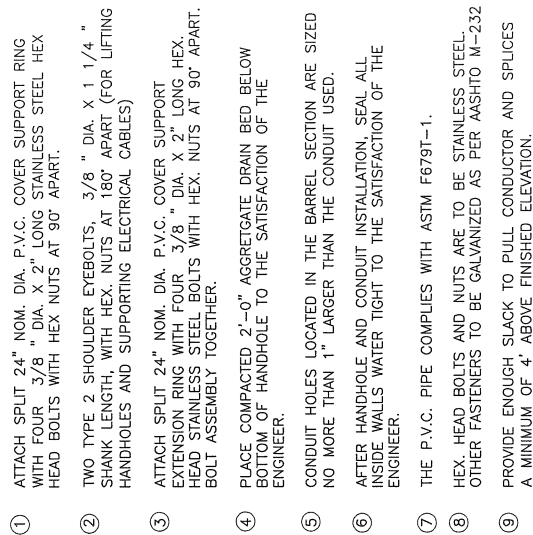 ① ATTACH SPLIT 24" NOM. DIA. P.V.C. COVER SUPPORT RING
WITH FOUR 3/8 " DIA. X 2" LONG STAINLESS STEEL HEX
HEAD BOLTS WITH HEX NUTS AT 90° APART.
② TWO TYPE 2 SHOULDER EYEBOLTS, 3/8 " DIA. X 1 1/4 "
SHANK LENGTH, WITH HEX. NUTS AT 180° APART (FOR LIFTING
HANDHOLES AND SUPPORTING ELECTRICAL CABLES)
③ ATTACH SPLIT 24" NOM. DIA. P.V.C. COVER SUPPORT
EXTENSION RING WITH FOUR 3/8 " DIA. X 2" LONG HEX.
HEAD STAINLESS STEEL BOLTS WITH HEX. NUTS AT 90° APART.
BOLT ASSEMBLY TOGETHER.
④ PLACE COMPACTED 2'-0" AGGRETGATE DRAIN BED BELOW
BOTTOM OF HANDHOLE TO THE SATISFACTION OF THE
ENGINEER.
⑤ CONDUIT HOLES LOCATED IN THE BARREL SECTION ARE SIZED
NO MORE THAN 1" LARGER THAN THE CONDUIT USED.
⑥ AFTER HANDHOLE AND CONDUIT INSTALLATION, SEAL ALL
INSIDE WALLS WATER TIGHT TO THE SATISFACTION OF THE
ENGINEER.
⑦ THE P.V.C. PIPE COMPLIES WITH ASTM F679T-1.
⑧ HEX. HEAD BOLTS AND NUTS ARE TO BE STAINLESS STEEL.
OTHER FASTENERS TO BE GALVANIZED AS PER AASHTO M-232
⑨ PROVIDE ENOUGH SLACK TO PULL CONDUCTOR AND SPLICES
A MINIMUM OF 4' ABOVE FINISHED ELEVATION.